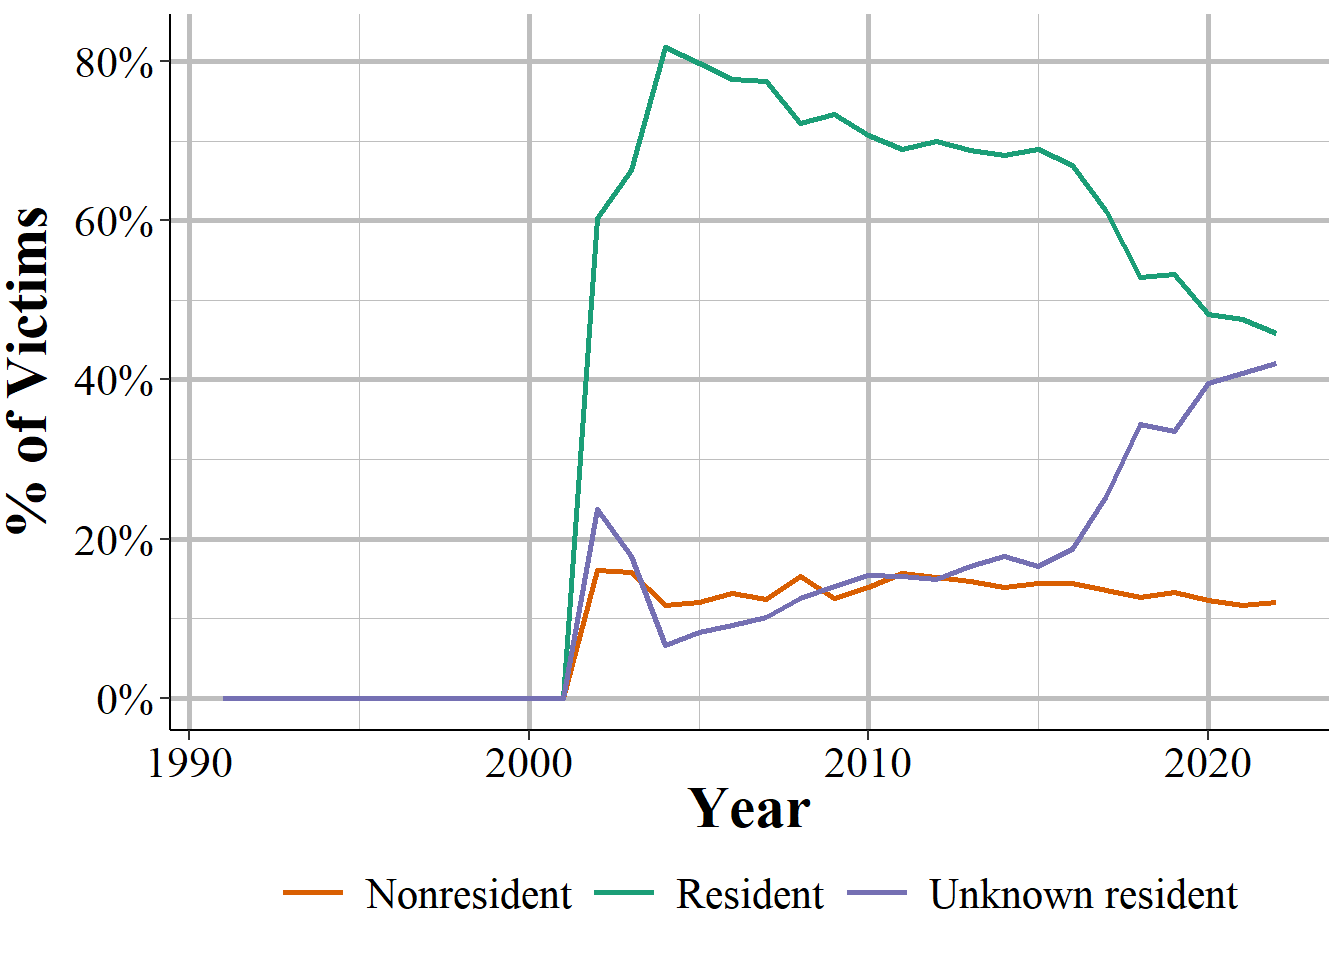 % of Victims
80%
60%
40%
20%
0%
1990 2000 2010 2020
Year
Nonresident Resident Unknown resident